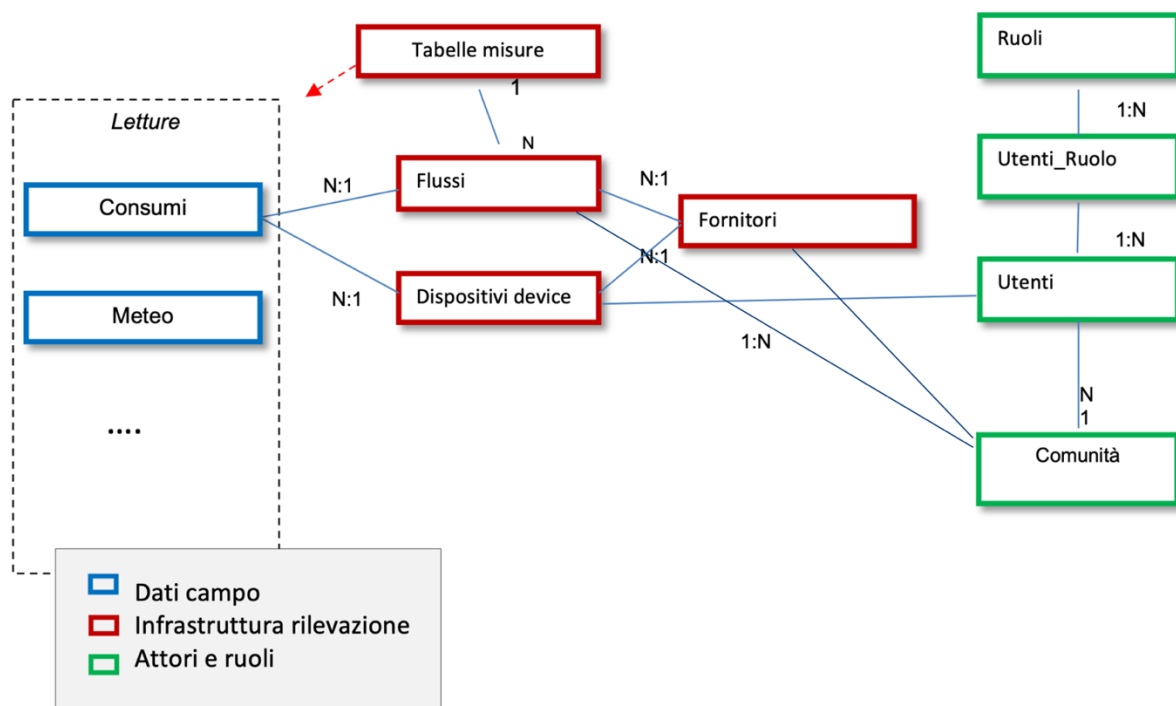 Tabelle misure
1
Ruoli
1:N
Letture
N
Utenti_Ruolo
Flussi
N:1
N:1
Consumi
Fornitori
1:N
N:1
Utenti
Dispositivi device
N:1
Meteo
1:N
....
N
1
Comunità
Dati campo
Infrastruttura rilevazione
Attori e ruoli